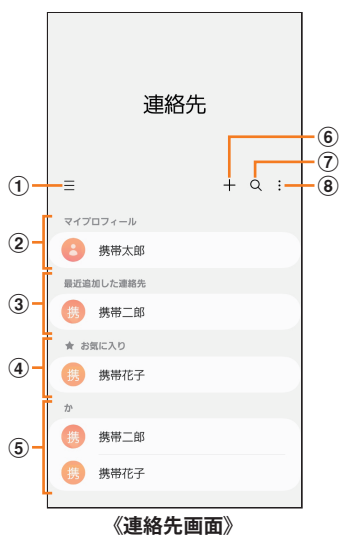 連絡先
⑥
⑦
① ⑧
マイプロフィール
②
携帯太郎
最近追加した連絡先
③
携 携帯二郎
★ お気に入り
④
携 携帯花子
か
携 携帯二郎
⑤
携 携帯花子
《連絡先画面》